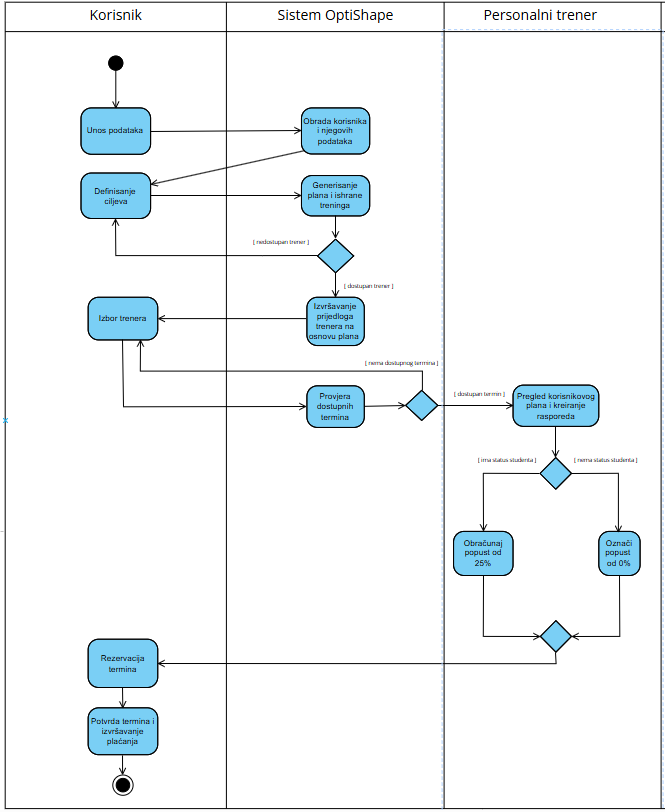 Korisnik
Sistem OptiShape
Personalni trener
Unos podataka
Obrada korisnika
i njegovih
podataka
Definisanje
ciljeva
Generisanje
plana i ishrane
treninga
[ nedostupan trener ]
[ dostupan trener ]
Izbor trenera
Izvršavanje
prijedloga
trenera na
osnovu plana
[ nema dostupnog termina ]
Provjera
dostupnih
termina
[ dostupan termin ]
Pregled korisnikovog
plana i kreiranje
rasporeda
[ ima status studenta ]
[ nema status studenta ]
Obračunaj
popust od
25%
Označi
popust
od 0%
Rezervacija
termina
Potvrda termina i
izvršavanje
plaćanja